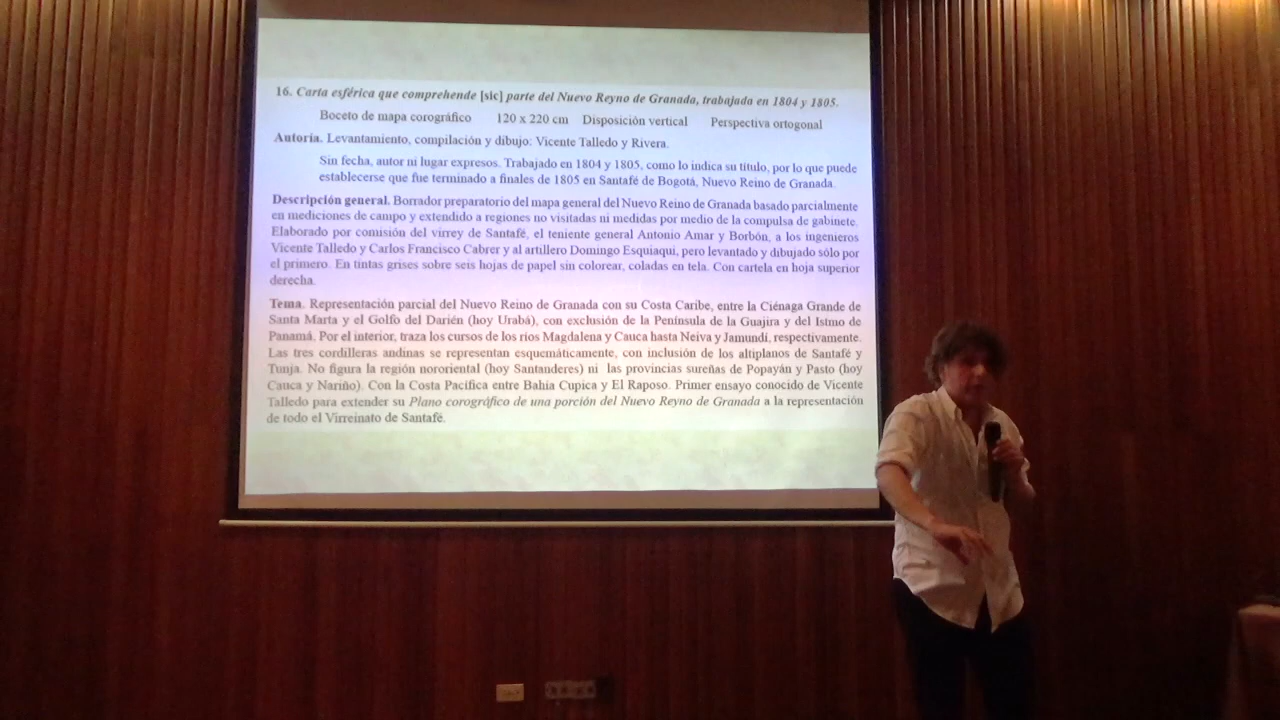 16. Carta esférica que comprehende [sic] parte del Nuevo Reyno de Granada, trabajada en 1804 y 1805.
Boceto de mapa corográfico 120 x 220 cm Disposición vertical Perspectiva ortogonal
Autoría. Levantamiento, compilación y dibujo: Vicente Talledo y Rivera.
Sin fecha, autor ni lugar expresos. Trabajado en 1804 y 1805, como lo indica su título, por lo que puede
establecerse que fue terminado a finales de 1805 en Santafé de Bogotá, Nuevo Reino de Granada.
Descripción general. Borrador preparatorio del mapa general del Nuevo Reino de Granada basado parcialmente
en mediciones de campo y extendido a regiones no visitadas ni medidas por medio de la compulsa de gabinete.
Elaborado por comisión del virrey de Santafé, el teniente general Antonio Amar y Borbón, a los ingenieros
Vicente Talledo y Carlos Francisco Cabrer y al artillero Domingo Esquiaqui, pero levantado y dibujado sólo por
el primero. En tintas grises sobre seis hojas de papel sin colorear, coladas en tela. Con cartela en hoja superior
derecha.
Tema. Representación parcial del Nuevo Reino de Granada con su Costa Caribe, entre la Ciénaga Grande de
Santa Marta y el Golfo del Darién (hoy Urabá), con exclusión de la Península de la Guajira y del Istmo de
Panamá. Por el interior, traza los cursos de los ríos Magdalena y Cauca hasta Neiva y Jamundí, respectivamente.
Las tres cordilleras andinas se representan esquemáticamente, con inclusión de los altiplanos de Santafé y
Tunja. No figura la región nororiental (hoy Santanderes) ni las provincias sureñas de Popayán y Pasto (hoy
Cauca y Nariño). Con la Costa Pacífica entre Bahía Cupica y El Raposo. Primer ensayo conocido de Vicente
Talledo para extender su Plano corográfico de una porción del Nuevo Reyno de Granada a la representación
de todo el Virreinato de Santafé.